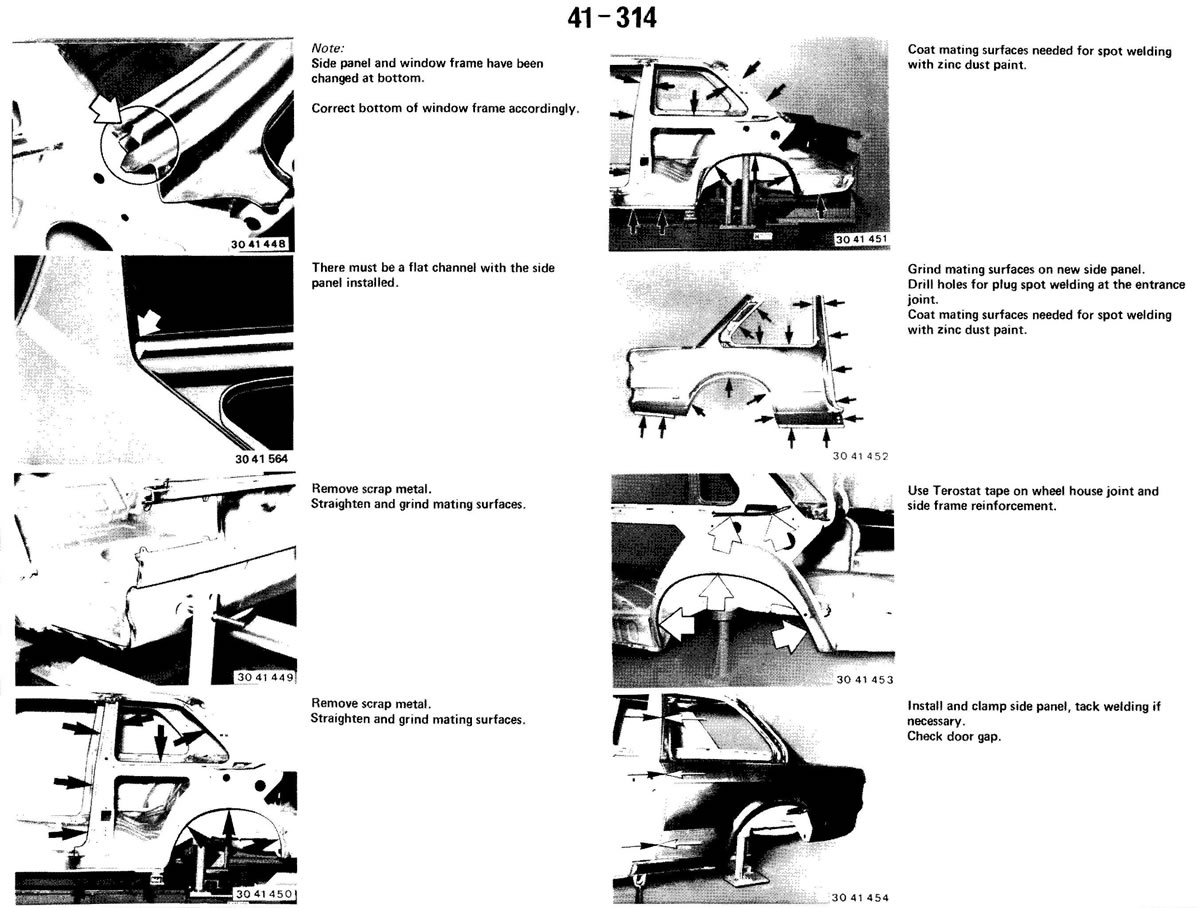 41-314
Note:
Side panel and window frame have been
changed at bottom.
Correct bottom of window frame accordingly.
30 41 448
There must be a flat channel with the side
panel installed.
30 41 564
Remove scrap metal.
Straighten and grind mating surfaces.
30 41 449
Remove scrap metal.
Straighten and grind mating surfaces.
30 41 450
Coat mating surfaces needed for spot welding
with zinc dust paint.
30 41 451
Grind mating surfaces on new side panel.
Drill holes for plug spot welding at the entrance
joint.
Coat mating surfaces needed for spot welding
with zinc dust paint.
30 41 452
Use Terostat tape on wheel house joint and
side frame reinforcement.
30 41 453
Install and clamp side panel, tack welding if
necessary.
Check door gap.
30 41 454